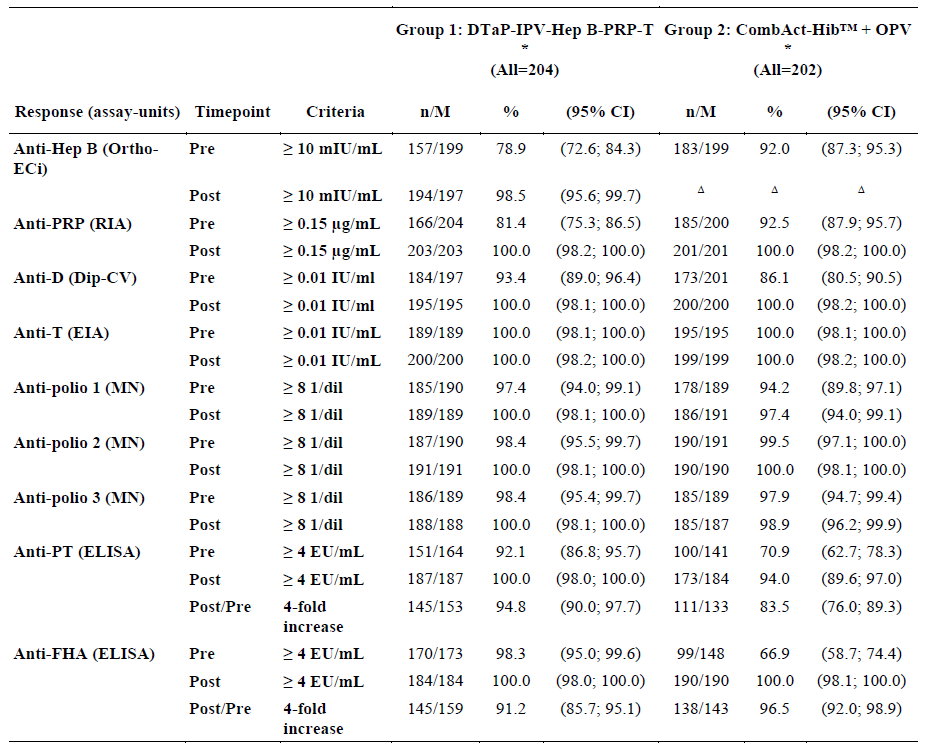 Group 1: DTaP-IPV-Hep B-PRP-T Group 2: CombAct-Hib™ + OPV
* *
(All=204) (All=202)
Response (assay-units) Timepoint Criteria n/M % (95% CI) n/M % (95% CI)
Anti-Hep B (Ortho- Pre ≥ 10 mIU/mL 157/199 78.9 (72.6; 84.3) 183/199 92.0 (87.3; 95.3)
ECi)
Post ≥ 10 mIU/mL 194/197 98.5 (95.6; 99.7) Δ Δ Δ
Anti-PRP (RIA) Pre ≥ 0.15 µg/mL 166/204 81.4 (75.3; 86.5) 185/200 92.5 (87.9; 95.7)
Post ≥ 0.15 µg/mL 203/203 100.0 (98.2; 100.0) 201/201 100.0 (98.2; 100.0)
Anti-D (Dip-CV) Pre ≥ 0.01 IU/ml 184/197 93.4 (89.0; 96.4) 173/201 86.1 (80.5; 90.5)
Post ≥ 0.01 IU/ml 195/195 100.0 (98.1; 100.0) 200/200 100.0 (98.2; 100.0)
Anti-T (EIA) Pre ≥ 0.01 IU/mL 189/189 100.0 (98.1; 100.0) 195/195 100.0 (98.1; 100.0)
Post ≥ 0.01 IU/mL 200/200 100.0 (98.2; 100.0) 199/199 100.0 (98.2; 100.0)
Anti-polio 1 (MN) Pre ≥ 8 1/dil 185/190 97.4 (94.0; 99.1) 178/189 94.2 (89.8; 97.1)
Post ≥ 8 1/dil 189/189 100.0 (98.1; 100.0) 186/191 97.4 (94.0; 99.1)
Anti-polio 2 (MN) Pre ≥ 8 1/dil 187/190 98.4 (95.5; 99.7) 190/191 99.5 (97.1; 100.0)
Post ≥ 8 1/dil 191/191 100.0 (98.1; 100.0) 190/190 100.0 (98.1; 100.0)
Anti-polio 3 (MN) Pre ≥ 8 1/dil 186/189 98.4 (95.4; 99.7) 185/189 97.9 (94.7; 99.4)
Post ≥ 8 1/dil 188/188 100.0 (98.1; 100.0) 185/187 98.9 (96.2; 99.9)
Anti-PT (ELISA) Pre ≥ 4 EU/mL 151/164 92.1 (86.8; 95.7) 100/141 70.9 (62.7; 78.3)
Post ≥ 4 EU/mL 187/187 100.0 (98.0; 100.0) 173/184 94.0 (89.6; 97.0)
Post/Pre 4-fold 145/153 94.8 (90.0; 97.7) 111/133 83.5 (76.0; 89.3)
increase
Anti-FHA (ELISA) Pre ≥ 4 EU/mL 170/173 98.3 (95.0; 99.6) 99/148 66.9 (58.7; 74.4)
Post ≥ 4 EU/mL 184/184 100.0 (98.0; 100.0) 190/190 100.0 (98.1; 100.0)
Post/Pre 4-fold 145/159 91.2 (85.7; 95.1) 138/143 96.5 (92.0; 98.9)
increase